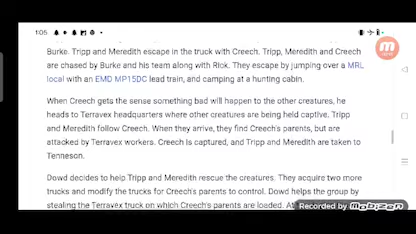 1:05
Burke. Tripp and Meredith escape in the truck with Creech. Tripp, Meredith and Creech
are chased by Burke and his team along with Rick. They escape by jumping over a MRL
local with an EMD MP15DC lead train, and camping at a hunting cabin.
When Creech gets the sense something bad will happen to the other creatures, he
heads to Terravex headquarters where other creatures are being held captive. Tripp
and Meredith follow Creech. When they arrive, they find Creech's parents, but are
attacked by Terravex workers. Creech is captured, and Tripp and Meredith are taken to
Tenneson.
Dowd decides to help Tripp and Meredith rescue the creatures. They acquire two more
trucks and modify the trucks for Creech's parents to control. Dowd helps the group by
stealing the Terravex truck on which Creech's parents are loaded. At
Recorded by Mobizen